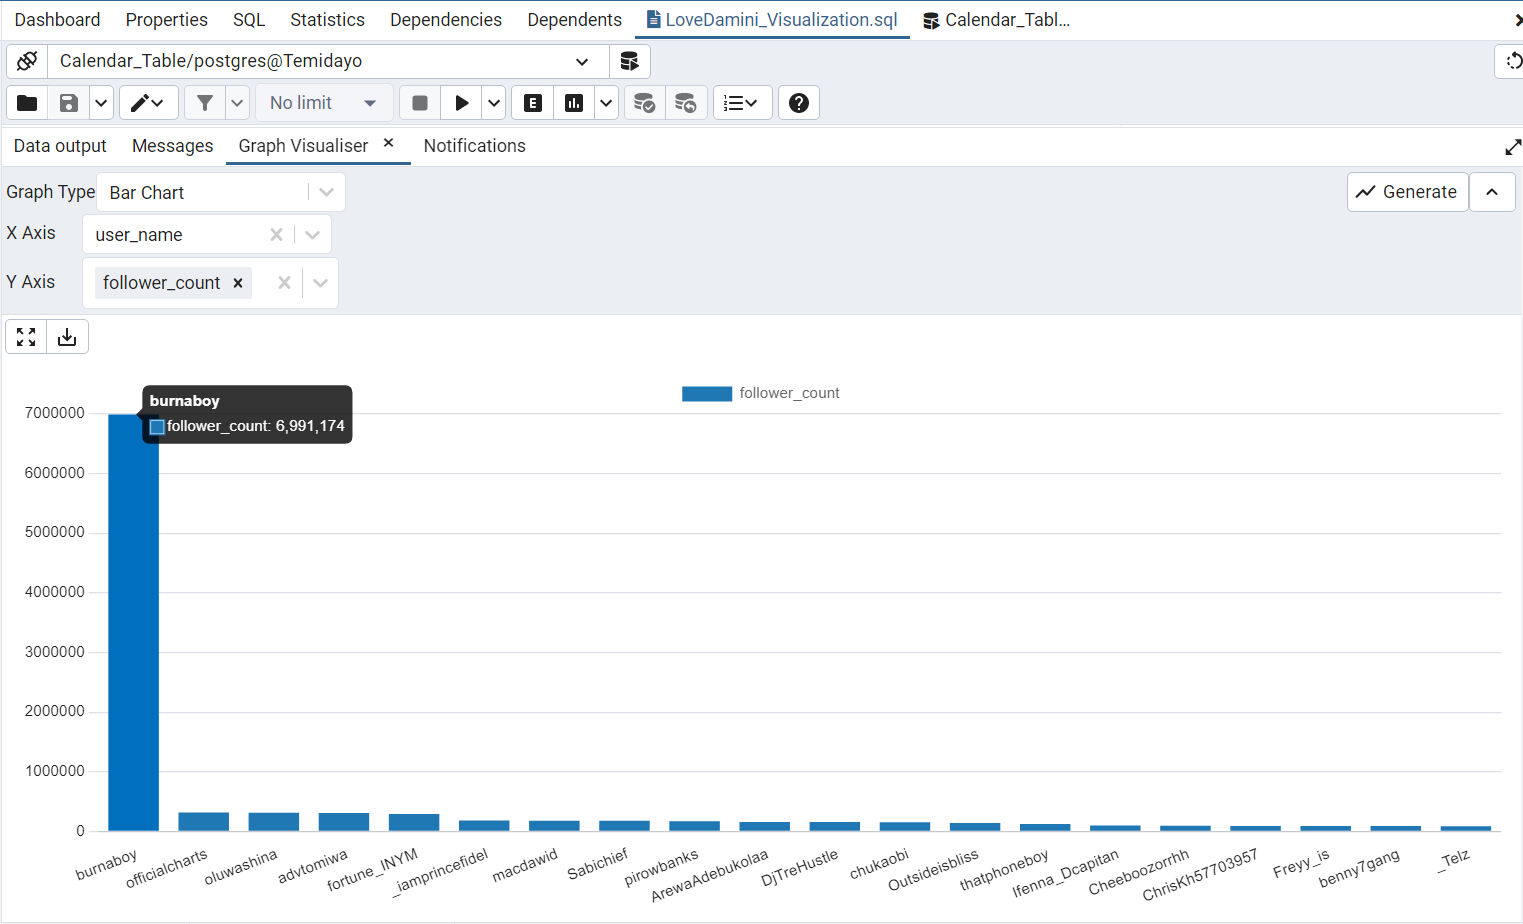 Dashboard Properties SQL Statistics Dependencies Dependents LoveDamini_Visualization.sql Calendar_Tabl...
Calendar_Table/postgres@Temidayo
No limit E
Data output Messages Graph Visualiser Notifications
Graph Type Bar Chart Generate
X Axis user_name
Y Axis follower_count
follower_count
burnaboy
follower_count: 6,991,174
7000000
6000000
5000000
4000000
3000000
2000000
1000000
0
burnaboy officialcharts oluwashina advtomiwa fortune_INYM _iamprincefidel macdawid Sabichief pirowbanks ArewaAdebukolaa DjTreHustle chukaobi Outsideisbliss thatphoneboy Ifenna_Dcapitan Cheeboozorrhh ChrisKh57703957 Freyy_is benny7gang _Telz